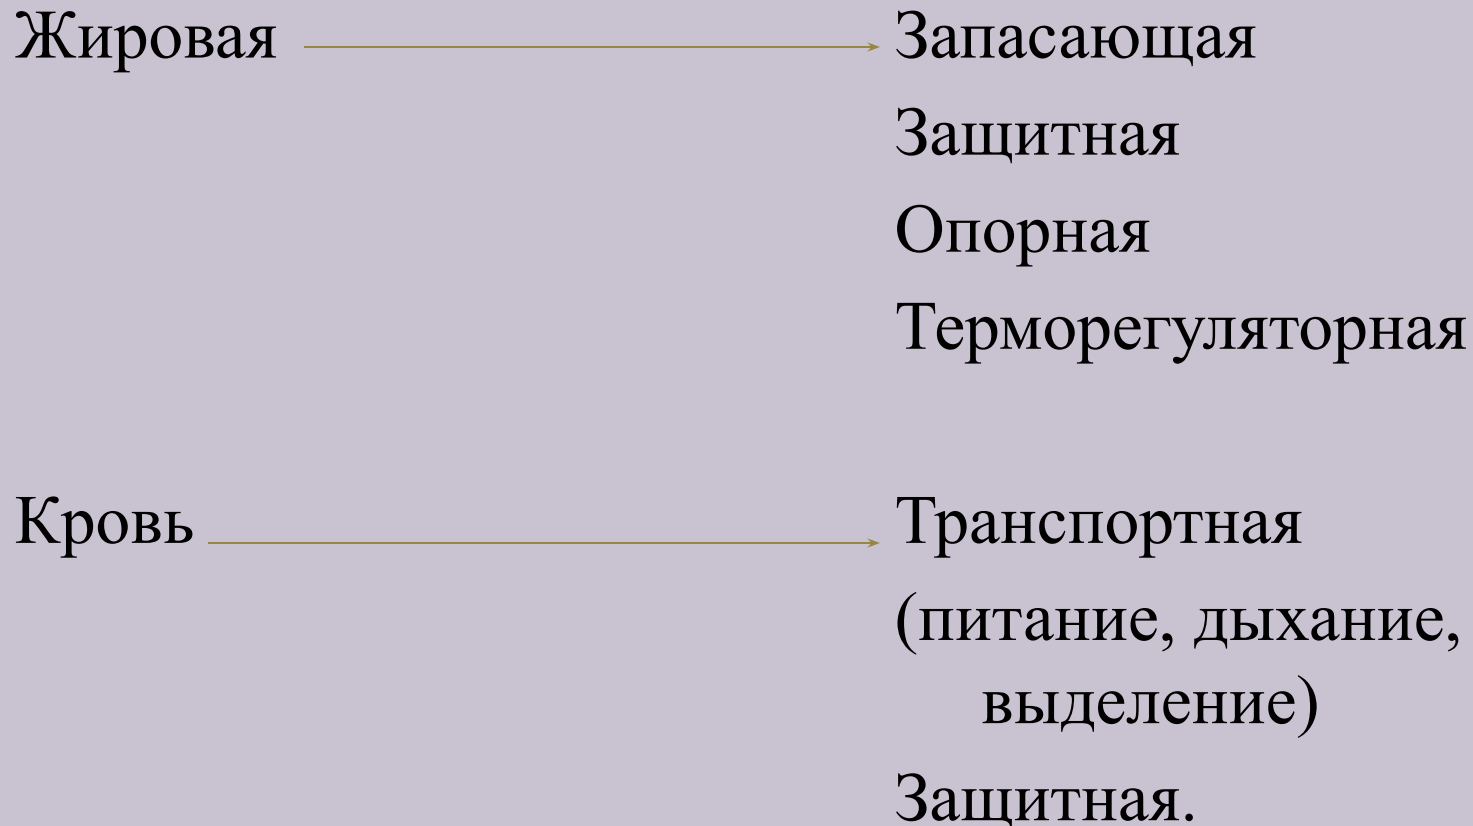 Жировая Запасающая
Защитная
Опорная
Терморегуляторная
Кровь Транспортная
(питание, дыхание,
выделение)
Защитная.